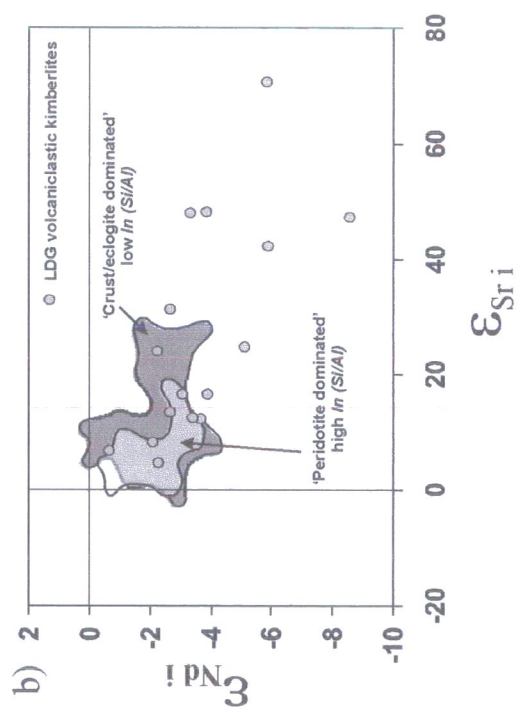 b)
LDG volcaniclastic kimberlites
'Crust/eclogite dominated'
low ln (Si/Al)
'Peridotite dominated'
high ln (Si/Al)
2
0
-2
-4
-6
-8
-10
εNd i
-20
0
20
40
60
80
εSr i